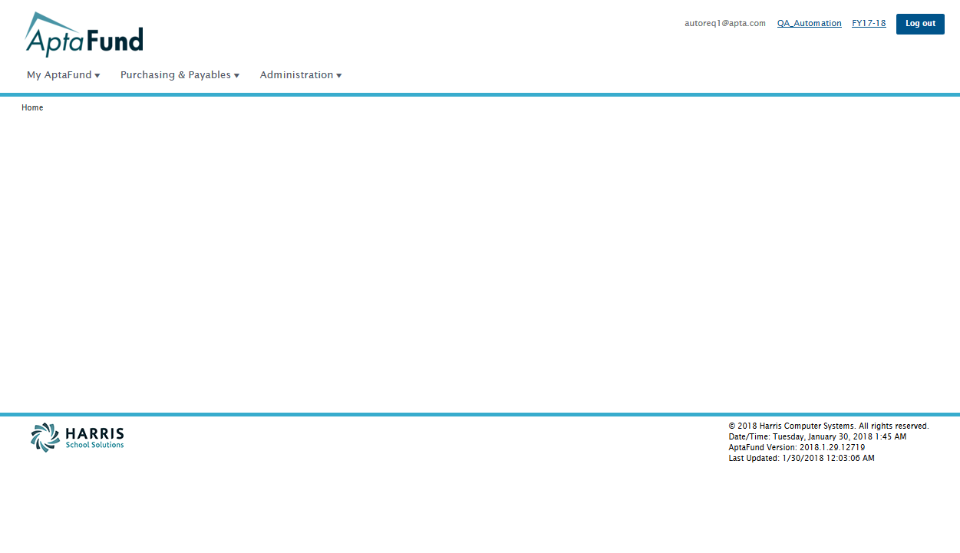 AptaFund
autoreq1@apta.com QA_Automation FY17-18 Log out
My AptaFund ▾ Purchasing & Payables ▾ Administration ▾
Home
HARRIS
School Solutions
© 2018 Harris Computer Systems. All rights reserved.
Date/Time: Tuesday, January 30, 2018 1:45 AM
AptaFund Version: 2018.1.29.12719
Last Updated: 1/30/2018 12:03:06 AM